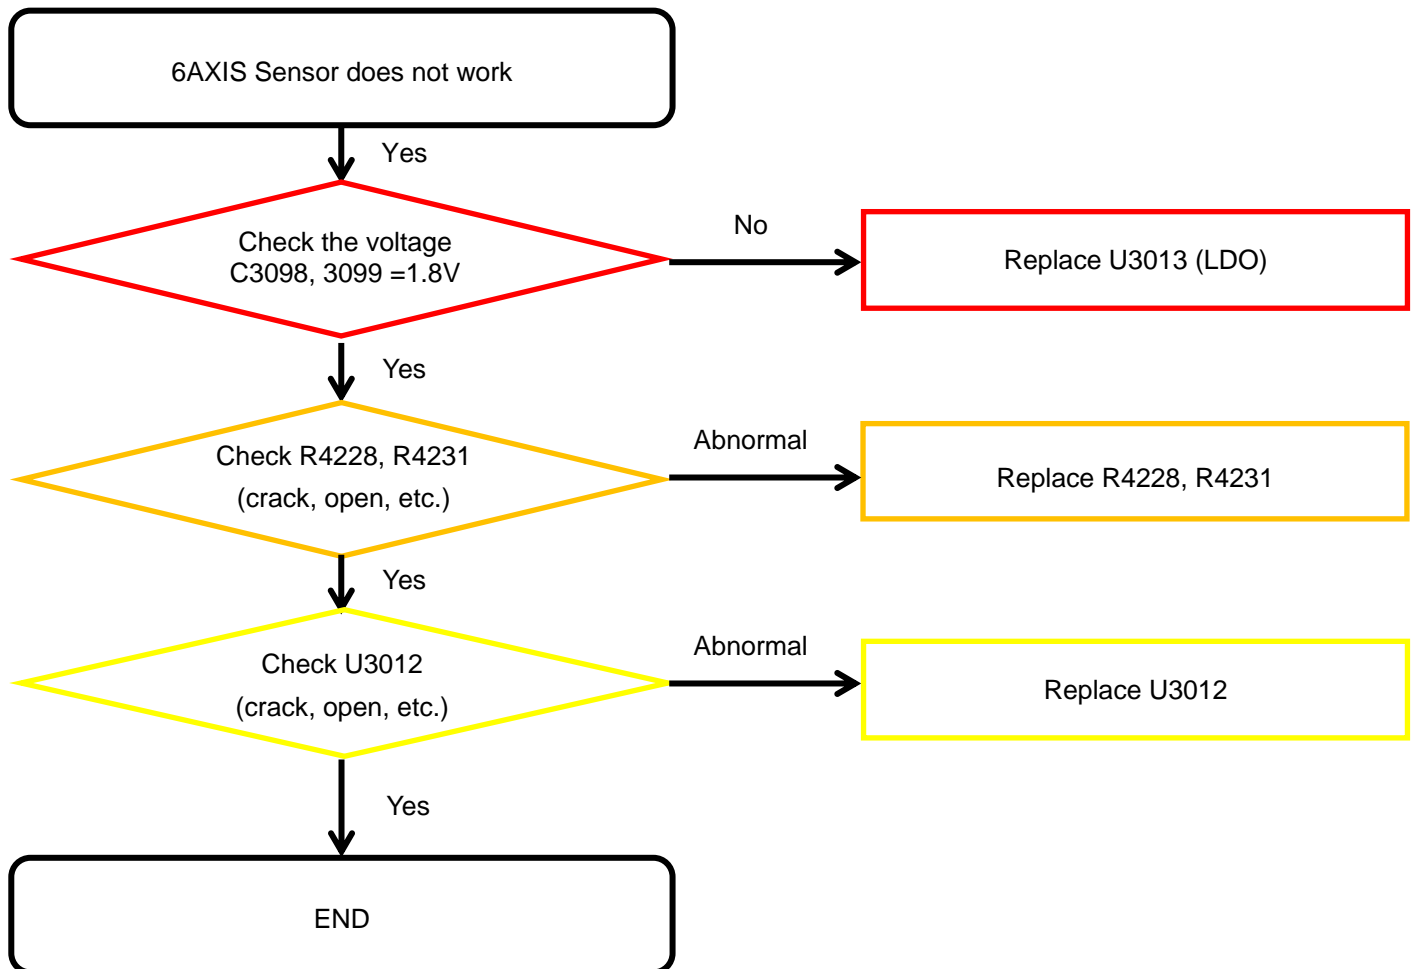 6AXIS Sensor does not work
Yes
Check the voltage
C3098, 3099 =1.8V
No
Replace U3013 (LDO)
Yes
Check R4228, R4231
(crack, open, etc.)
Abnormal
Replace R4228, R4231
Yes
Check U3012
(crack, open, etc.)
Abnormal
Replace U3012
Yes
END